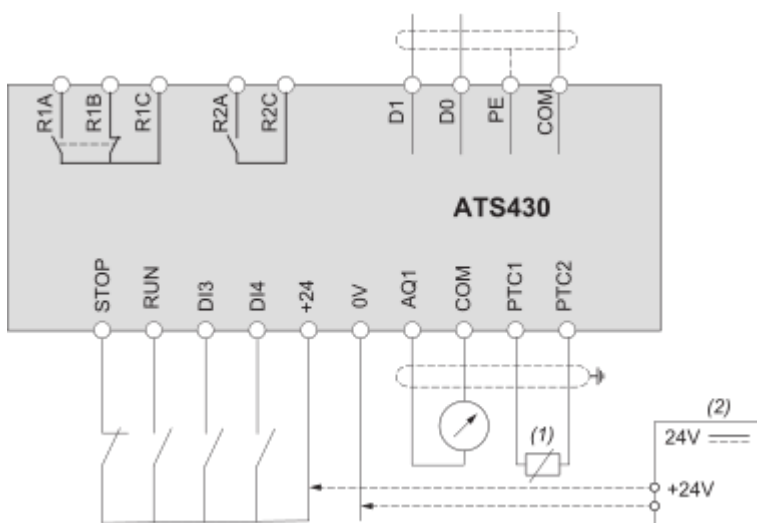 R1A
R1B
R1C
R2A
R2C
D1
D0
PE
COM
ATS430
STOP
RUN
DI3
DI4
+24
0V
AQ1
COM
PTC1
PTC2
(1)
(2)
24V
+24V